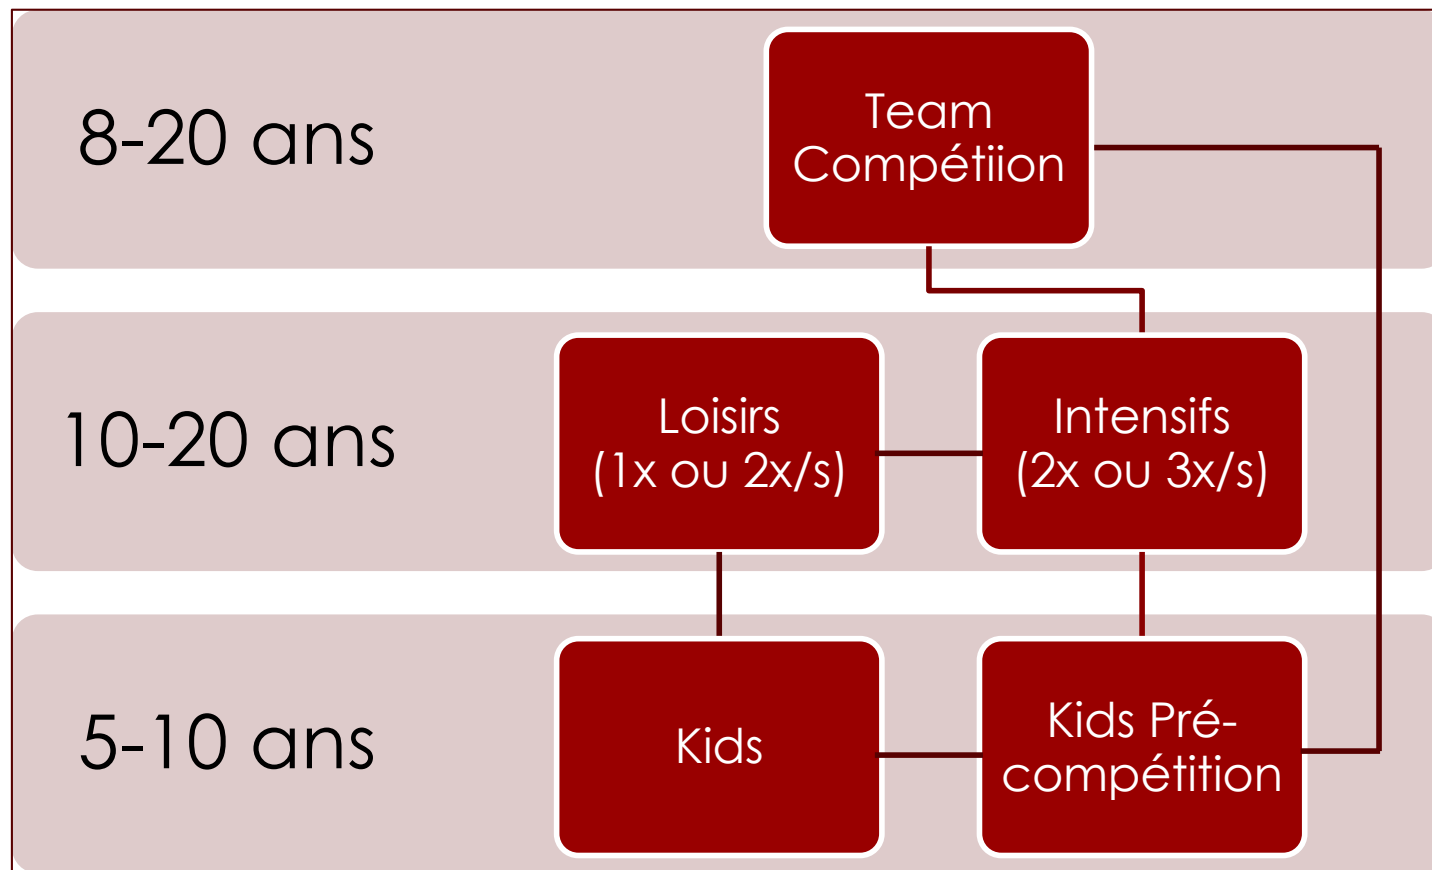 8-20 ans
Team
Compétiion
10-20 ans
Loisirs
(1x ou 2x/s)
Intensifs
(2x ou 3x/s)
5-10 ans
Kids
Kids Pré-
compétition